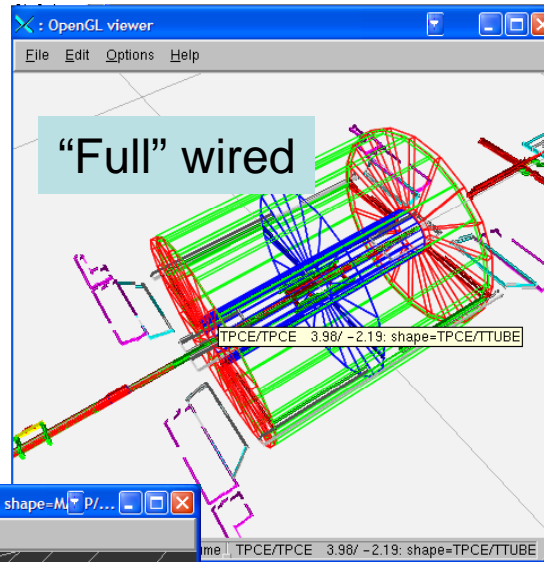 X : OpenGL viewer
File Edit Options Help
“Full” wired
TPCE/TPCE 3.98/ -2.19: shape=TPCE/TTUBE
shape=M P/...
TPCE/TPCE 3.98/ -2.19: shape=TPCE/TTUBE